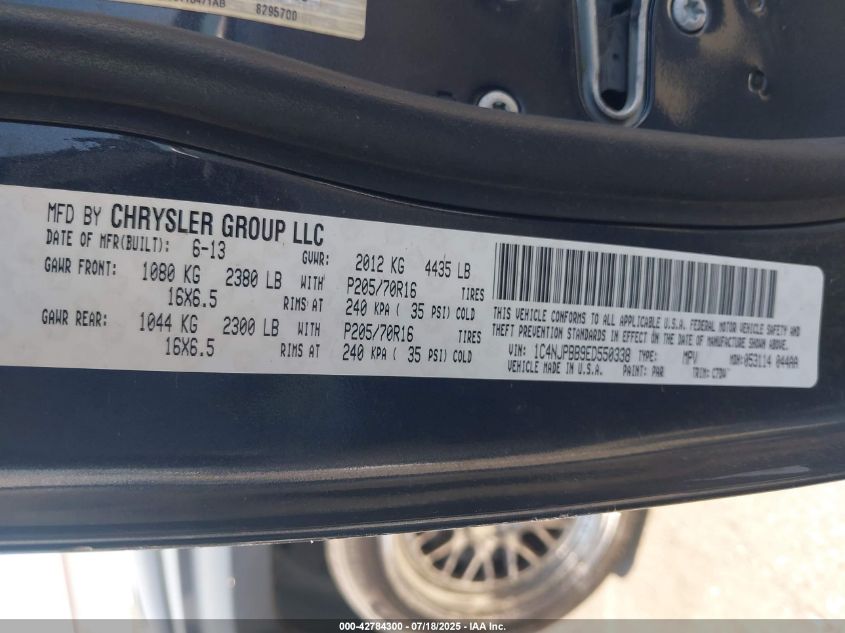 8295700
MFD BY CHRYSLER GROUP LLC
DATE OF MFR(BUILT): 6-13 GVWR: 2012 KG 4435 LB
GAWR FRONT: 1080 KG 2380 LB WITH P205/70R16 TIRES
16X6.5 RIMS AT 240 KPA ( 35 PSI) COLD
GAWR REAR: 1044 KG 2300 LB WITH P205/70R16 TIRES
16X6.5 RIMS AT 240 KPA ( 35 PSI) COLD
THIS VEHICLE CONFORMS TO ALL APPLICABLE U.S.A. FEDERAL MOTOR VEHICLE SAFETY AND
THEFT PREVENTION STANDARDS IN EFFECT ON THE DATE OF MANUFACTURE SHOWN ABOVE.
VIN: 1C4NJPBB9ED550338 TYPE: MPV MDH: 053114 044AA
VEHICLE MADE IN U.S.A. PAINT: PAR TRIM:
000-42784300 - 07/18/2025 - IAA Inc.